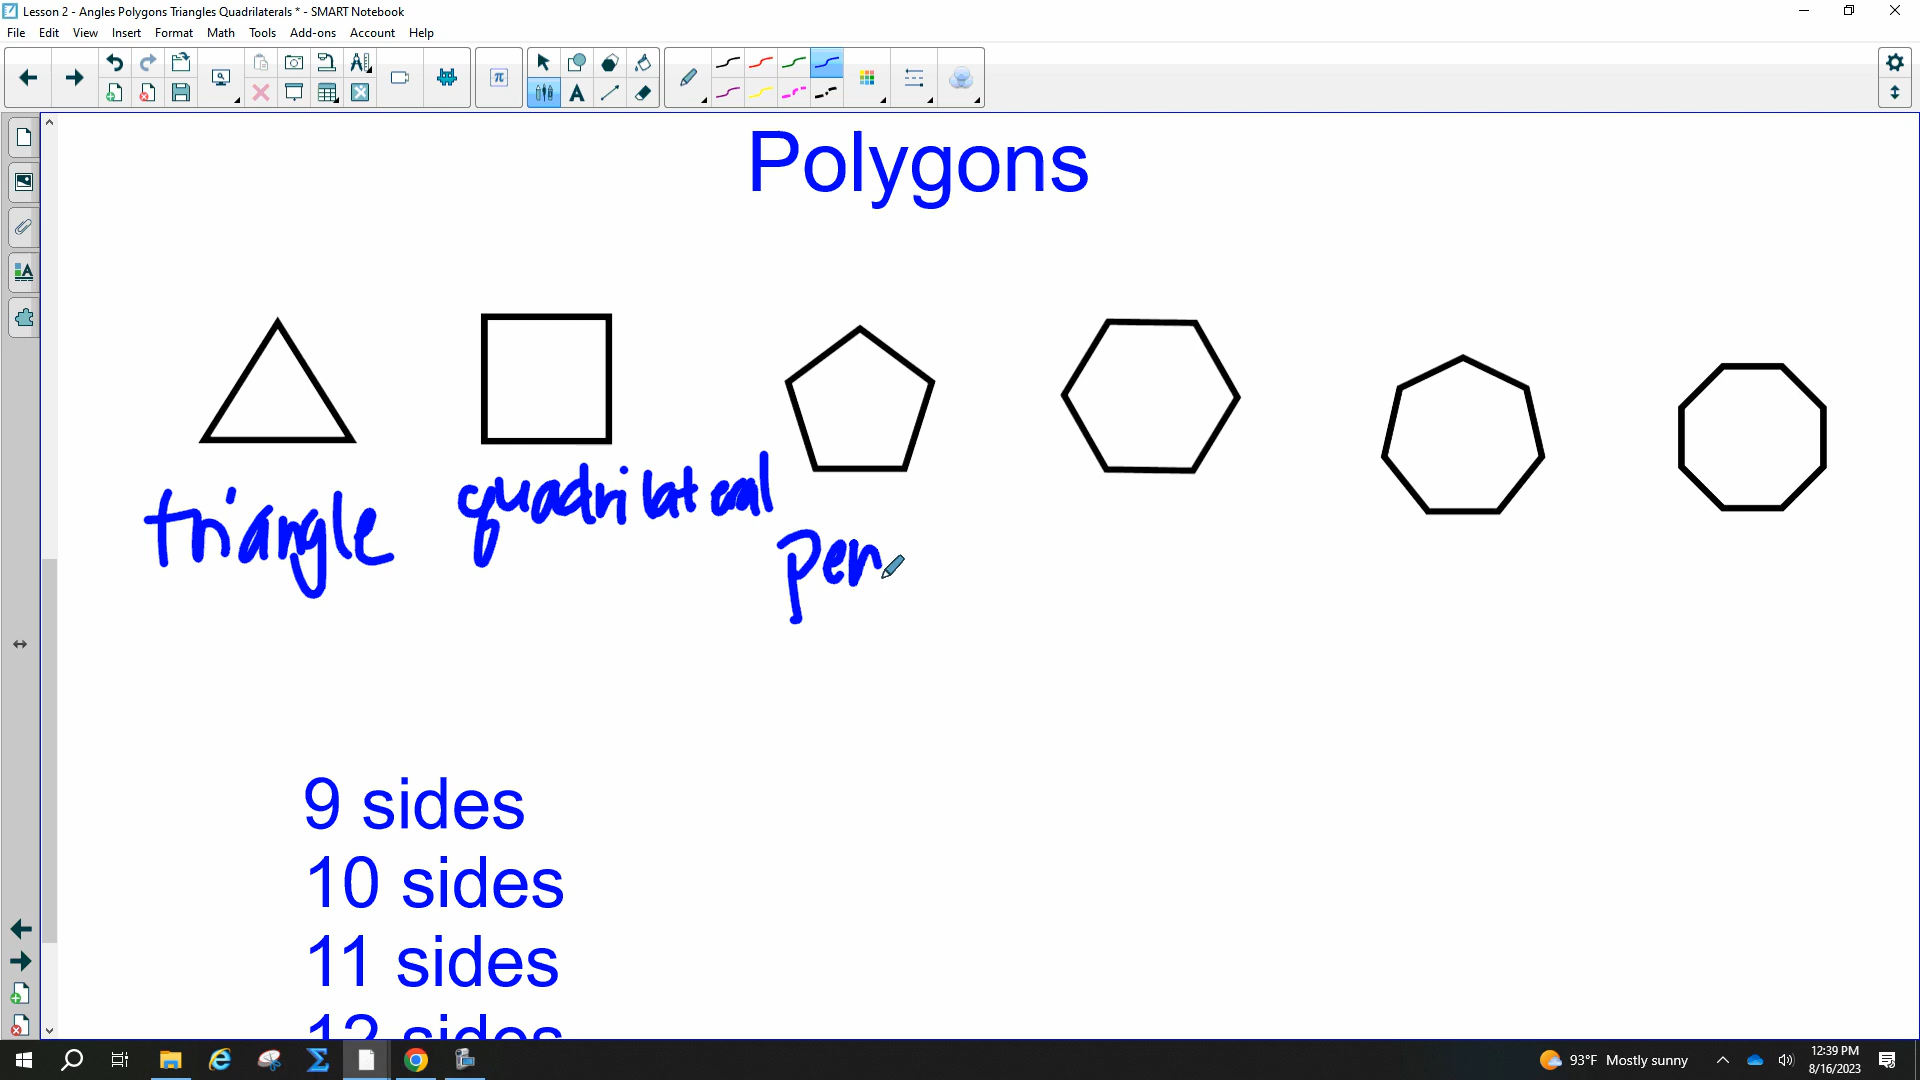 Lesson 2 - Angles Polygons Triangles Quadrilaterals * - SMART Notebook
File Edit View Insert Format Math Tools Add-ons Account Help
Polygons
triangle quadrilateral
pen
9 sides
10 sides
11 sides
12 sides
93°F Mostly sunny
12:39 PM
8/16/2023